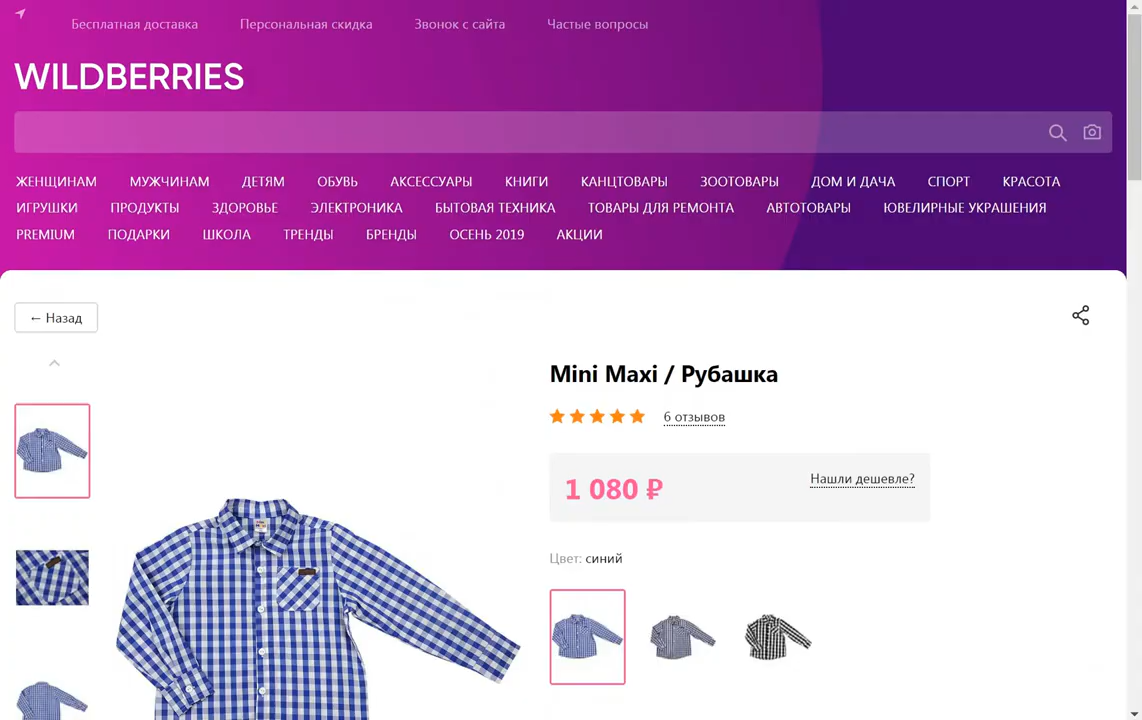 Бесплатная доставка Персональная скидка Звонок с сайта Частые вопросы
WILDBERRIES
ЖЕНЩИНАМ МУЖЧИНАМ ДЕТЯМ ОБУВЬ АКСЕССУАРЫ КНИГИ КАНЦТОВАРЫ ЗООТОВАРЫ ДОМ И ДАЧА СПОРТ КРАСОТА
ИГРУШКИ ПРОДУКТЫ ЗДОРОВЬЕ ЭЛЕКТРОНИКА БЫТОВАЯ ТЕХНИКА ТОВАРЫ ДЛЯ РЕМОНТА АВТОТОВАРЫ ЮВЕЛИРНЫЕ УКРАШЕНИЯ
PREMIUM ПОДАРКИ ШКОЛА ТРЕНДЫ БРЕНДЫ ОСЕНЬ 2019 АКЦИИ
← Назад
Mini Maxi / Рубашка
6 отзывов
1 080 ₽ Нашли дешевле?
Цвет: синий